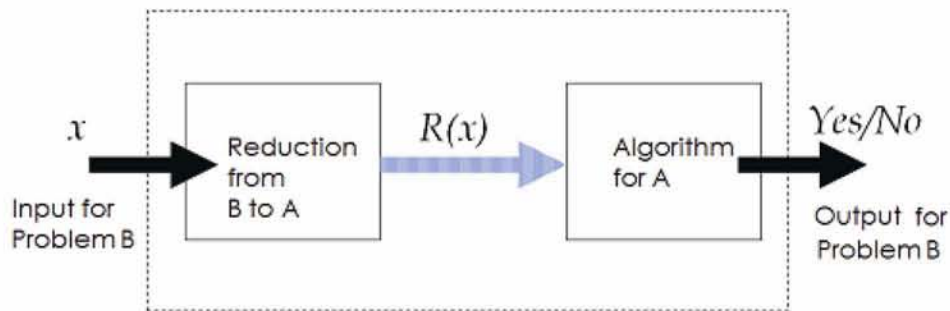 x
Input for
Problem B
Reduction
from
B to A
R(x)
Algorithm
for A
Yes/No
Output for
Problem B